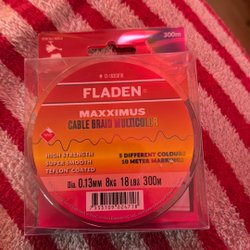 300m
FLADEN
MAXXIMUS
CABLE BRAID MULTICOLOR
HIGH STRENGTH
SUPER SMOOTH
TEFLON COATED
5 DIFFERENT COLOURS
10 METER MARKINGS
Dia. 0.13MM 8KG 18LBS 300M